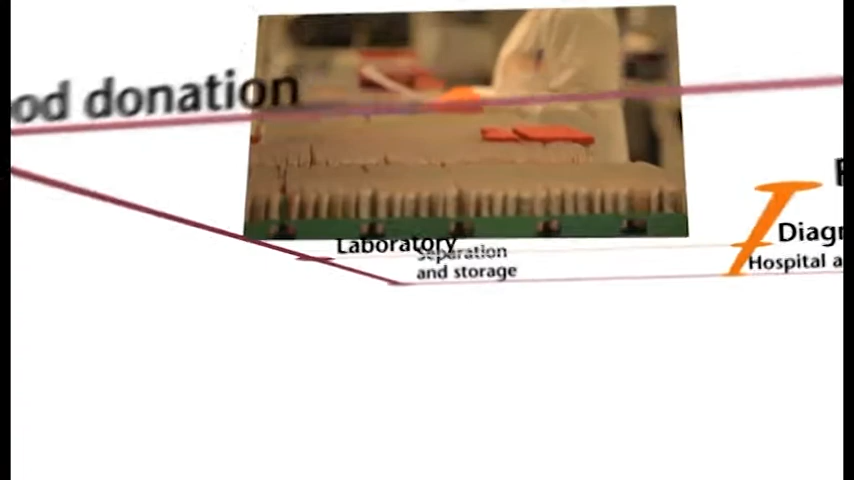 od donation
Laboratory
Separation
and storage
Diagn
Hospital a